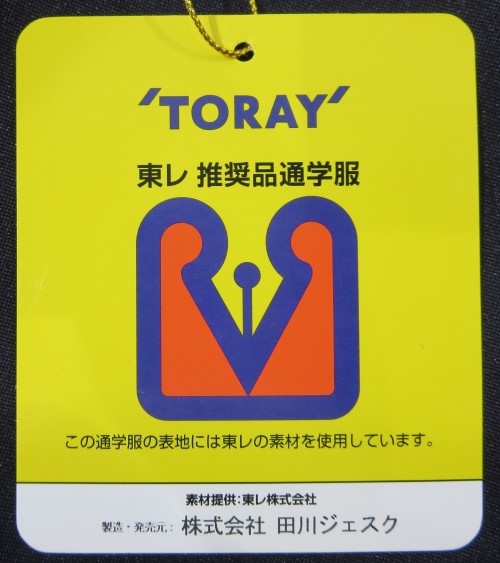 'TORAY'
東レ 推奨品通学服
この通学服の表地には東レの素材を使用しています。
素材提供:東レ株式会社
製造・発売元: 株式会社 田川ジェスク